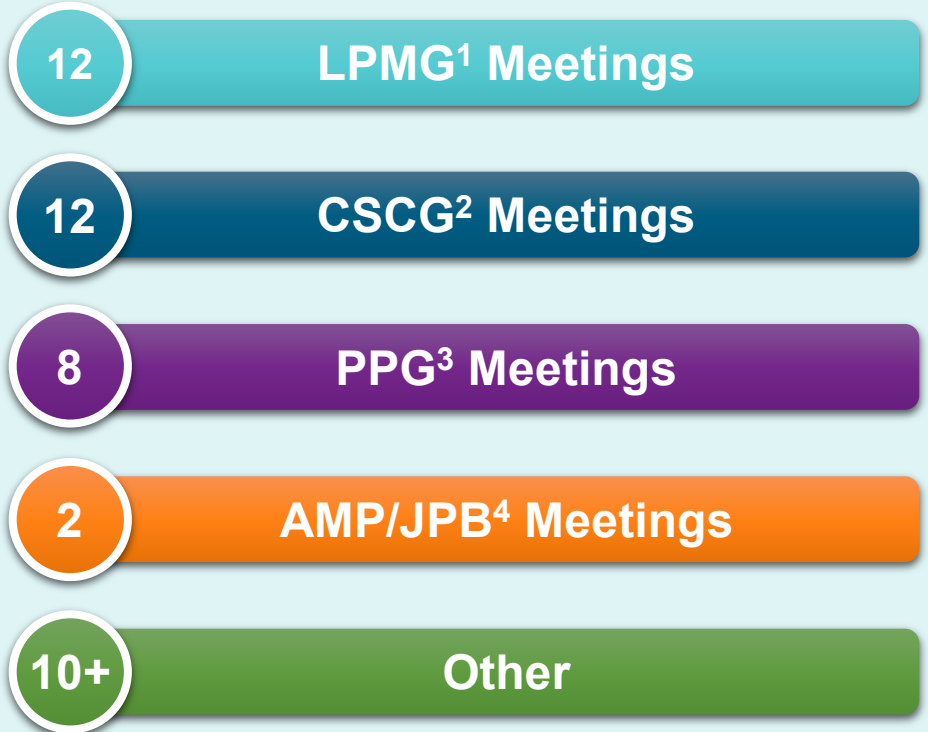 12 LPMG¹ Meetings
12 CSCG² Meetings
8 PPG³ Meetings
2 AMP/JPB⁴ Meetings
10+ Other